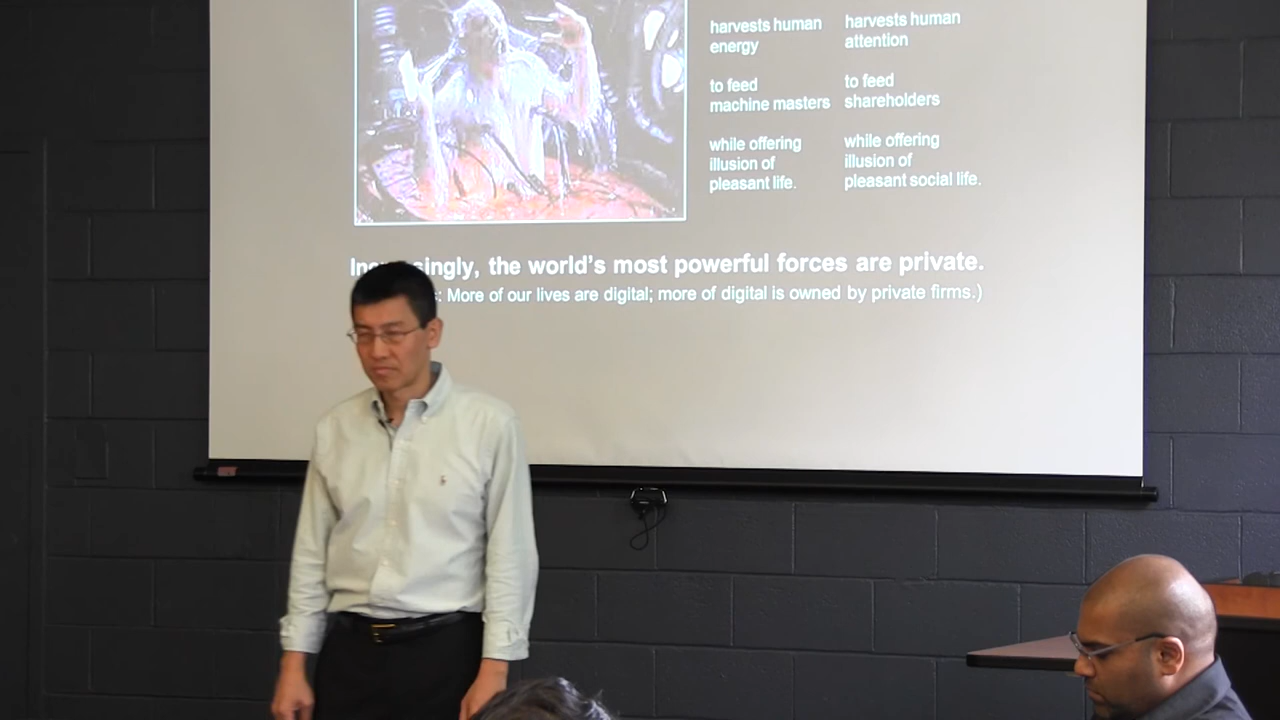 harvests human
energy
to feed
machine masters
while offering
illusion of
pleasant life.
harvests human
attention
to feed
shareholders
while offering
illusion of
pleasant social life.
the world's most powerful forces are private.
More of our lives are digital; more of digital is owned by private firms.)